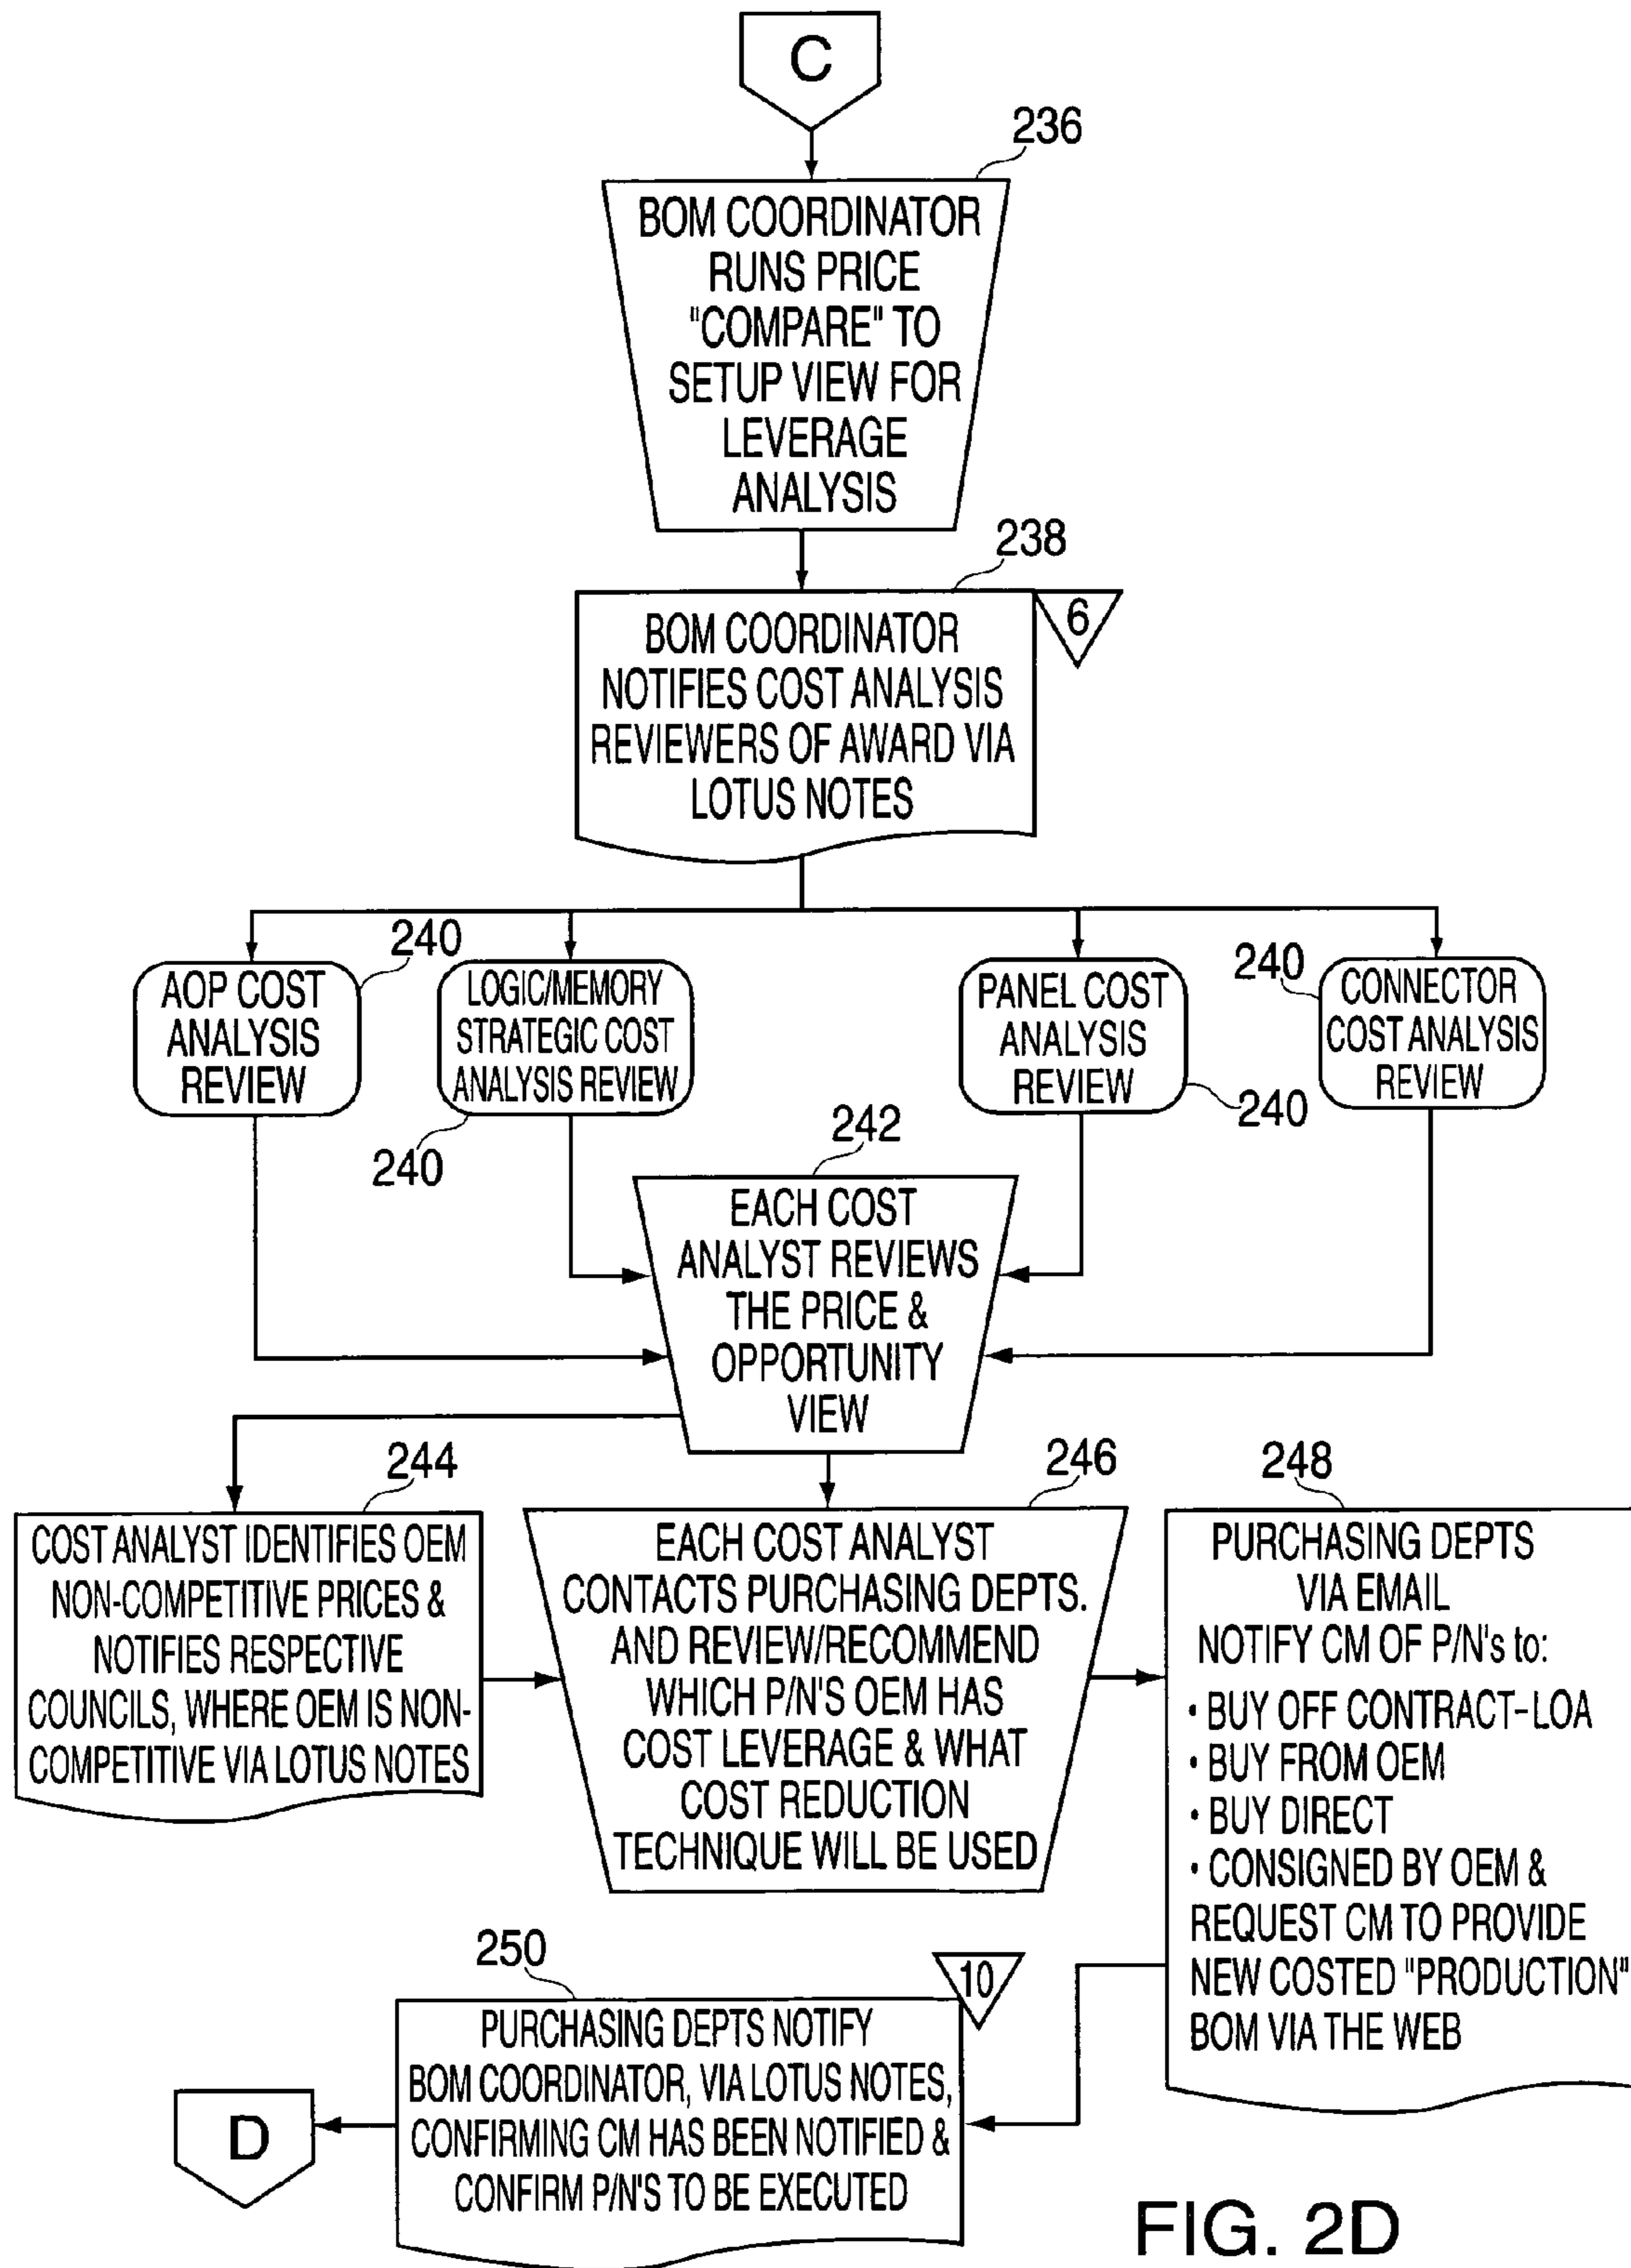 C
236
BOM COORDINATOR
RUNS PRICE
"COMPARE" TO
SETUP VIEW FOR
LEVERAGE
ANALYSIS
238
6
BOM COORDINATOR
NOTIFIES COST ANALYSIS
REVIEWERS OF AWARD VIA
LOTUS NOTES
240
AOP COST
ANALYSIS
REVIEW
LOGIC/MEMORY
STRATEGIC COST
ANALYSIS REVIEW
240
PANEL COST
ANALYSIS
REVIEW
240
240
CONNECTOR
COST ANALYSIS
REVIEW
242
EACH COST
ANALYST REVIEWS
THE PRICE &
OPPORTUNITY
VIEW
244
COST ANALYST IDENTIFIES OEM
NON-COMPETITIVE PRICES &
NOTIFIES RESPECTIVE
COUNCILS, WHERE OEM IS NON-
COMPETITIVE VIA LOTUS NOTES
246
EACH COST ANALYST
CONTACTS PURCHASING DEPTS.
AND REVIEW/RECOMMEND
WHICH P/N'S OEM HAS
COST LEVERAGE & WHAT
COST REDUCTION
TECHNIQUE WILL BE USED
248
PURCHASING DEPTS
VIA EMAIL
NOTIFY CM OF P/N's to:
• BUY OFF CONTRACT-LOA
• BUY FROM OEM
• BUY DIRECT
• CONSIGNED BY OEM &
REQUEST CM TO PROVIDE
NEW COSTED "PRODUCTION"
BOM VIA THE WEB
250
10
PURCHASING DEPTS NOTIFY
BOM COORDINATOR, VIA LOTUS NOTES,
CONFIRMING CM HAS BEEN NOTIFIED &
CONFIRM P/N'S TO BE EXECUTED
D
FIG. 2D